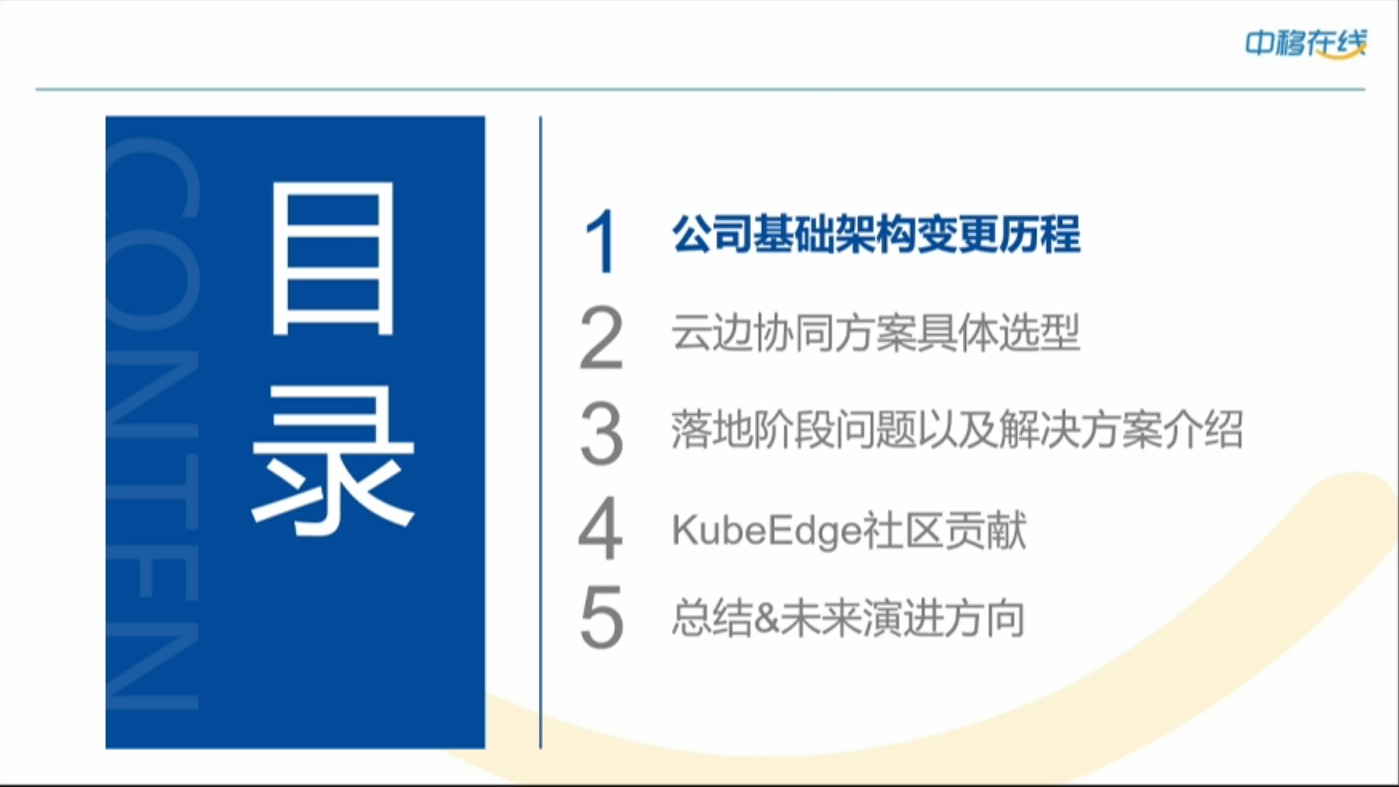 中移在线
CONTEN
目
录
1 公司基础架构变更历程
2 云边协同方案具体选型
3 落地阶段问题以及解决方案介绍
4 KubeEdge社区贡献
5 总结&未来演进方向